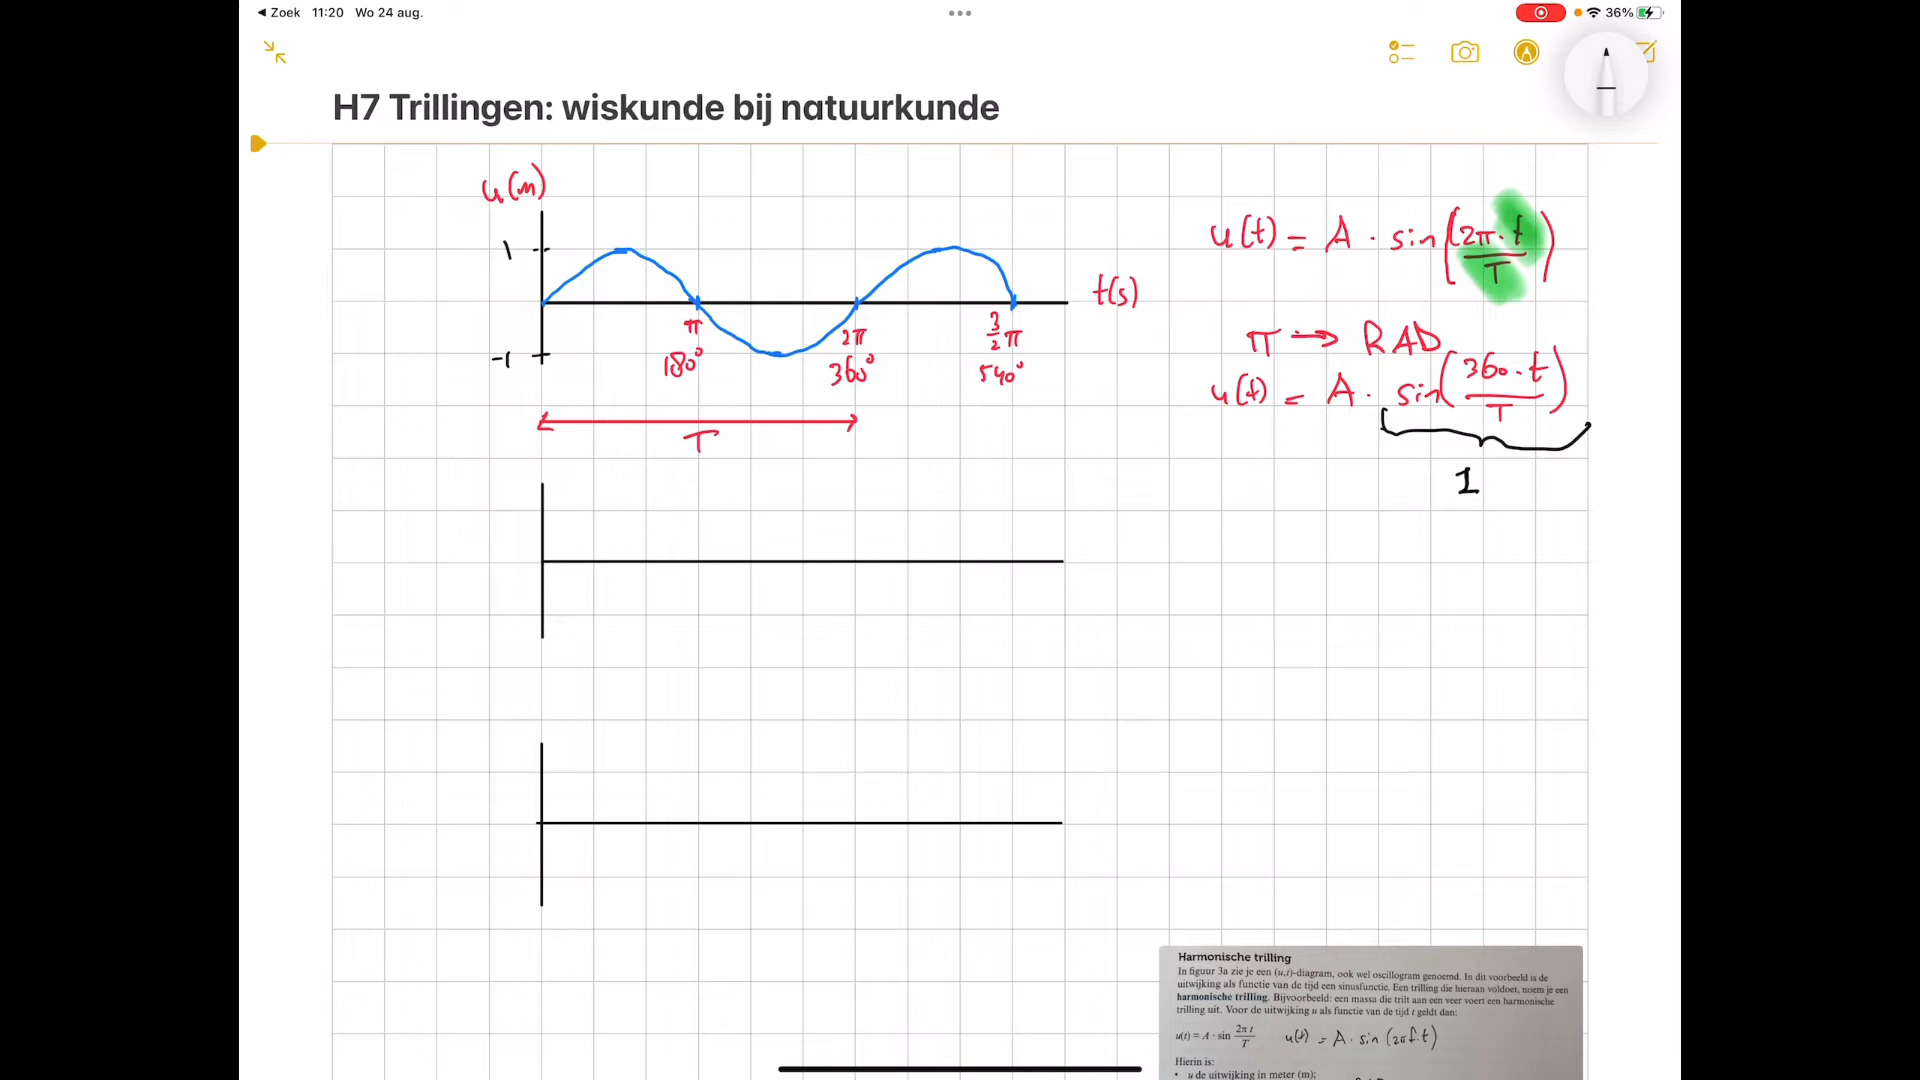 Zoek 11:20 Wo 24 aug.
36%
H7 Trillingen: wiskunde bij natuurkunde
u(m)
1
-1
t(s)
π
180°
2π
360°
3/2 π
540°
T
u(t) = A · sin(2π·t/T)
π → RAD
u(t) = A · sin(360·t/T)
1
Harmonische trilling
In figuur 3a zie je een (u,t)-diagram, ook wel oscillogram genoemd. In dit voorbeeld is de
uitwijking als functie van de tijd een sinusfunctie. Een trilling die hieraan voldoet, noem je een
harmonische trilling. Bijvoorbeeld: een massa die trilt aan een veer voert een harmonische
trilling uit. Voor de uitwijking u als functie van de tijd t geldt dan:
u(t) = A · sin 2π t/T u(t) = A · sin (2π f·t)
Hierin is:
• u de uitwijking in meter (m);